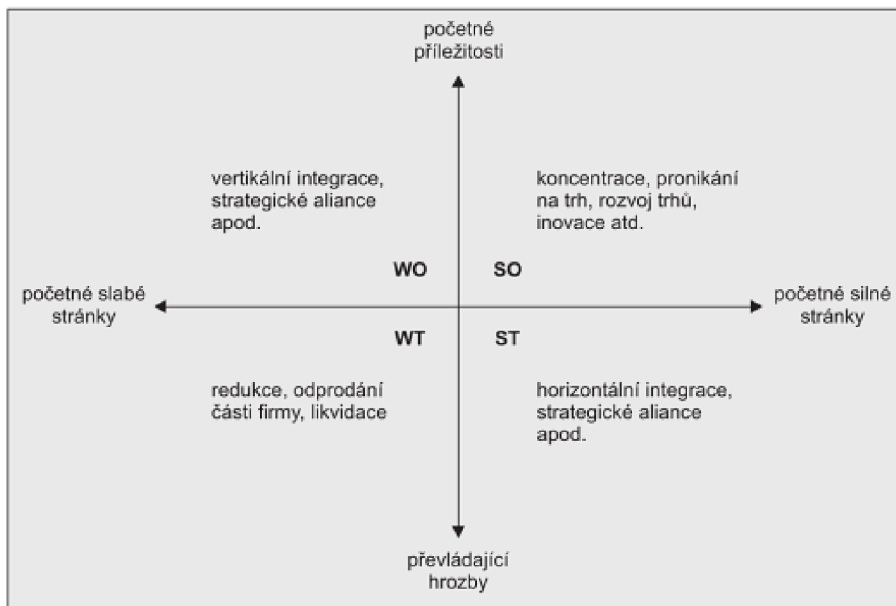 početné
příležitosti
vertikální integrace,
strategické aliance
apod.
koncentrace, pronikání
na trh, rozvoj trhů,
inovace atd.
WO
SO
početné slabé
stránky
početné silné
stránky
WT
ST
redukce, odprodání
části firmy, likvidace
horizontální integrace,
strategické aliance
apod.
převládající
hrozby